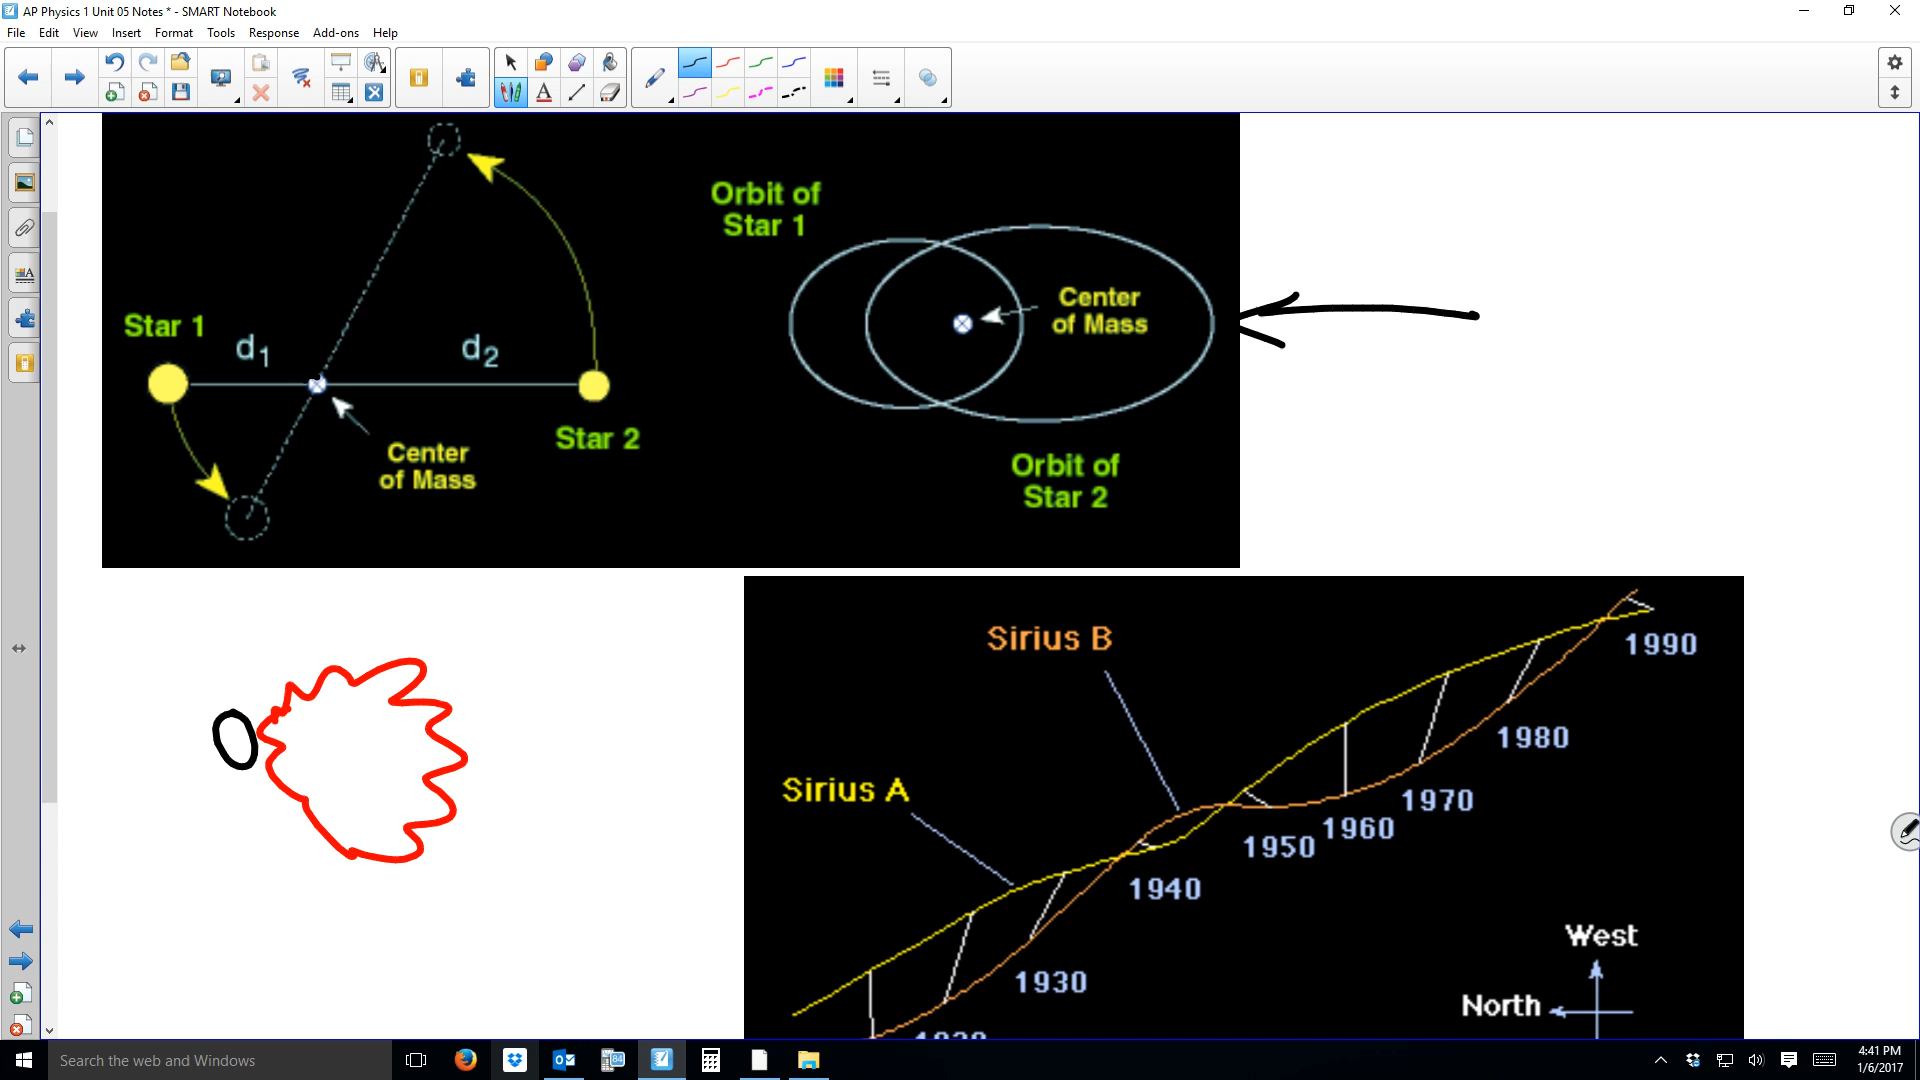 AP Physics 1 Unit 05 Notes * - SMART Notebook
File Edit View Insert Format Tools Response Add-ons Help
Orbit of
Star 1
Star 1
d1
d2
Center
of Mass
Star 2
Center
of Mass
Orbit of
Star 2
Sirius B
1990
1980
Sirius A
1970
1960
1950
1940
West
1930
North
Search the web and Windows
84
4:41 PM
1/6/2017